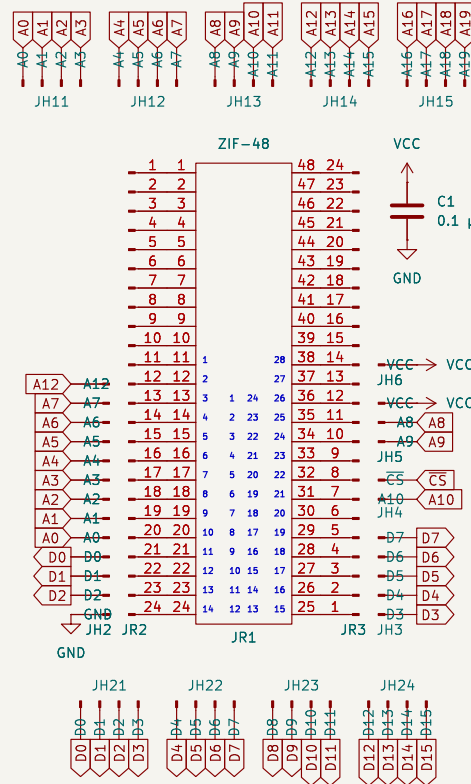 A0 A1 A2 A3 A4 A5 A6 A7 A8 A9 A10 A11 A12 A13 A14 A15 A16 A17 A18 A19
A0 A1 A2 A3 A4 A5 A6 A7 A8 A9 A10 A11 A12 A13 A14 A15 A16 A17 A18 A19
JH11 JH12 JH13 JH14 JH15
ZIF-48 VCC
1 1 48 24
2 2 47 23
3 3 46 22 C1
4 4 45 21 0.1 µ
5 5 44 20
6 6 43 19 GND
7 7 42 18
8 8 41 17
9 9 40 16
10 10 39 15
11 11 1 28 38 14 VCC VCC
A12 A12 12 12 2 27 37 13 JH6
A7 A7 13 13 3 1 24 26 36 12 VCC VCC
A6 A6 14 14 4 2 23 25 35 11 A8 A8
A5 A5 15 15 5 3 22 24 34 10 A9 A9
JH5
A4 A4 16 16 6 4 21 23 33 9
A3 A3 17 17 7 5 20 22 32 8 CS CS
A2 A2 18 18 8 6 19 21 31 7 A10 A10
JH4
A1 A1 19 19 9 7 18 20 30 6
A0 A0 20 20 10 8 17 19 29 5 D7 D7
D0 D0 21 21 11 9 16 18 28 4 D6 D6
D1 D1 22 22 12 10 15 17 27 3 D5 D5
D2 D2 23 23 13 11 14 16 26 2 D4 D4
GND 24 24 14 12 13 15 25 1 D3 D3
JH2 JR2 JR1 JR3 JH3
GND
JH21 JH22 JH23 JH24
D0 D1 D2 D3 D4 D5 D6 D7 D8 D9 D10 D11 D12 D13 D14 D15
D0 D1 D2 D3 D4 D5 D6 D7 D8 D9 D10 D11 D12 D13 D14 D15